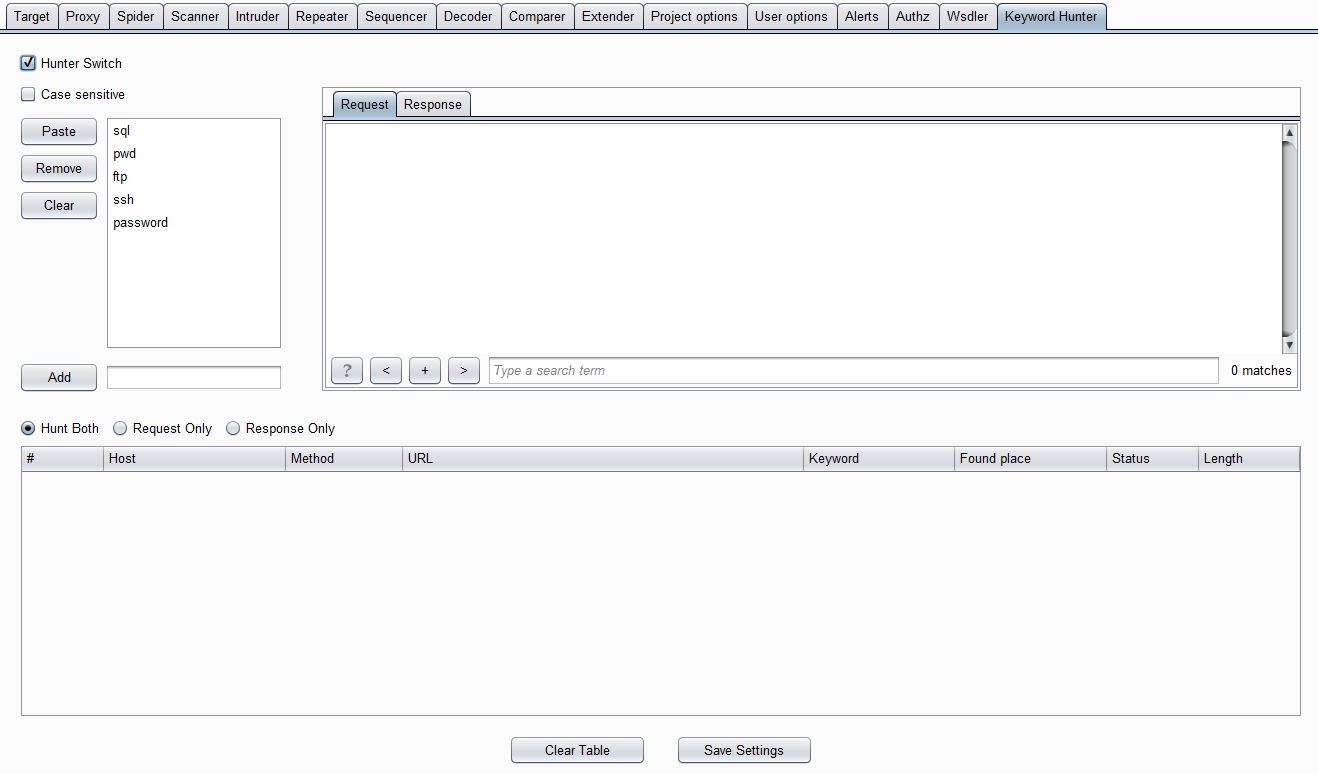 Target Proxy Spider Scanner Intruder Repeater Sequencer Decoder Comparer Extender Project options User options Alerts Authz Wsdler Keyword Hunter
Hunter Switch
Case sensitive
Paste
Remove
Clear
sql
pwd
ftp
ssh
password
Add
Request Response
? < + > Type a search term 0 matches
Hunt Both Request Only Response Only
# Host Method URL Keyword Found place Status Length
Clear Table Save Settings